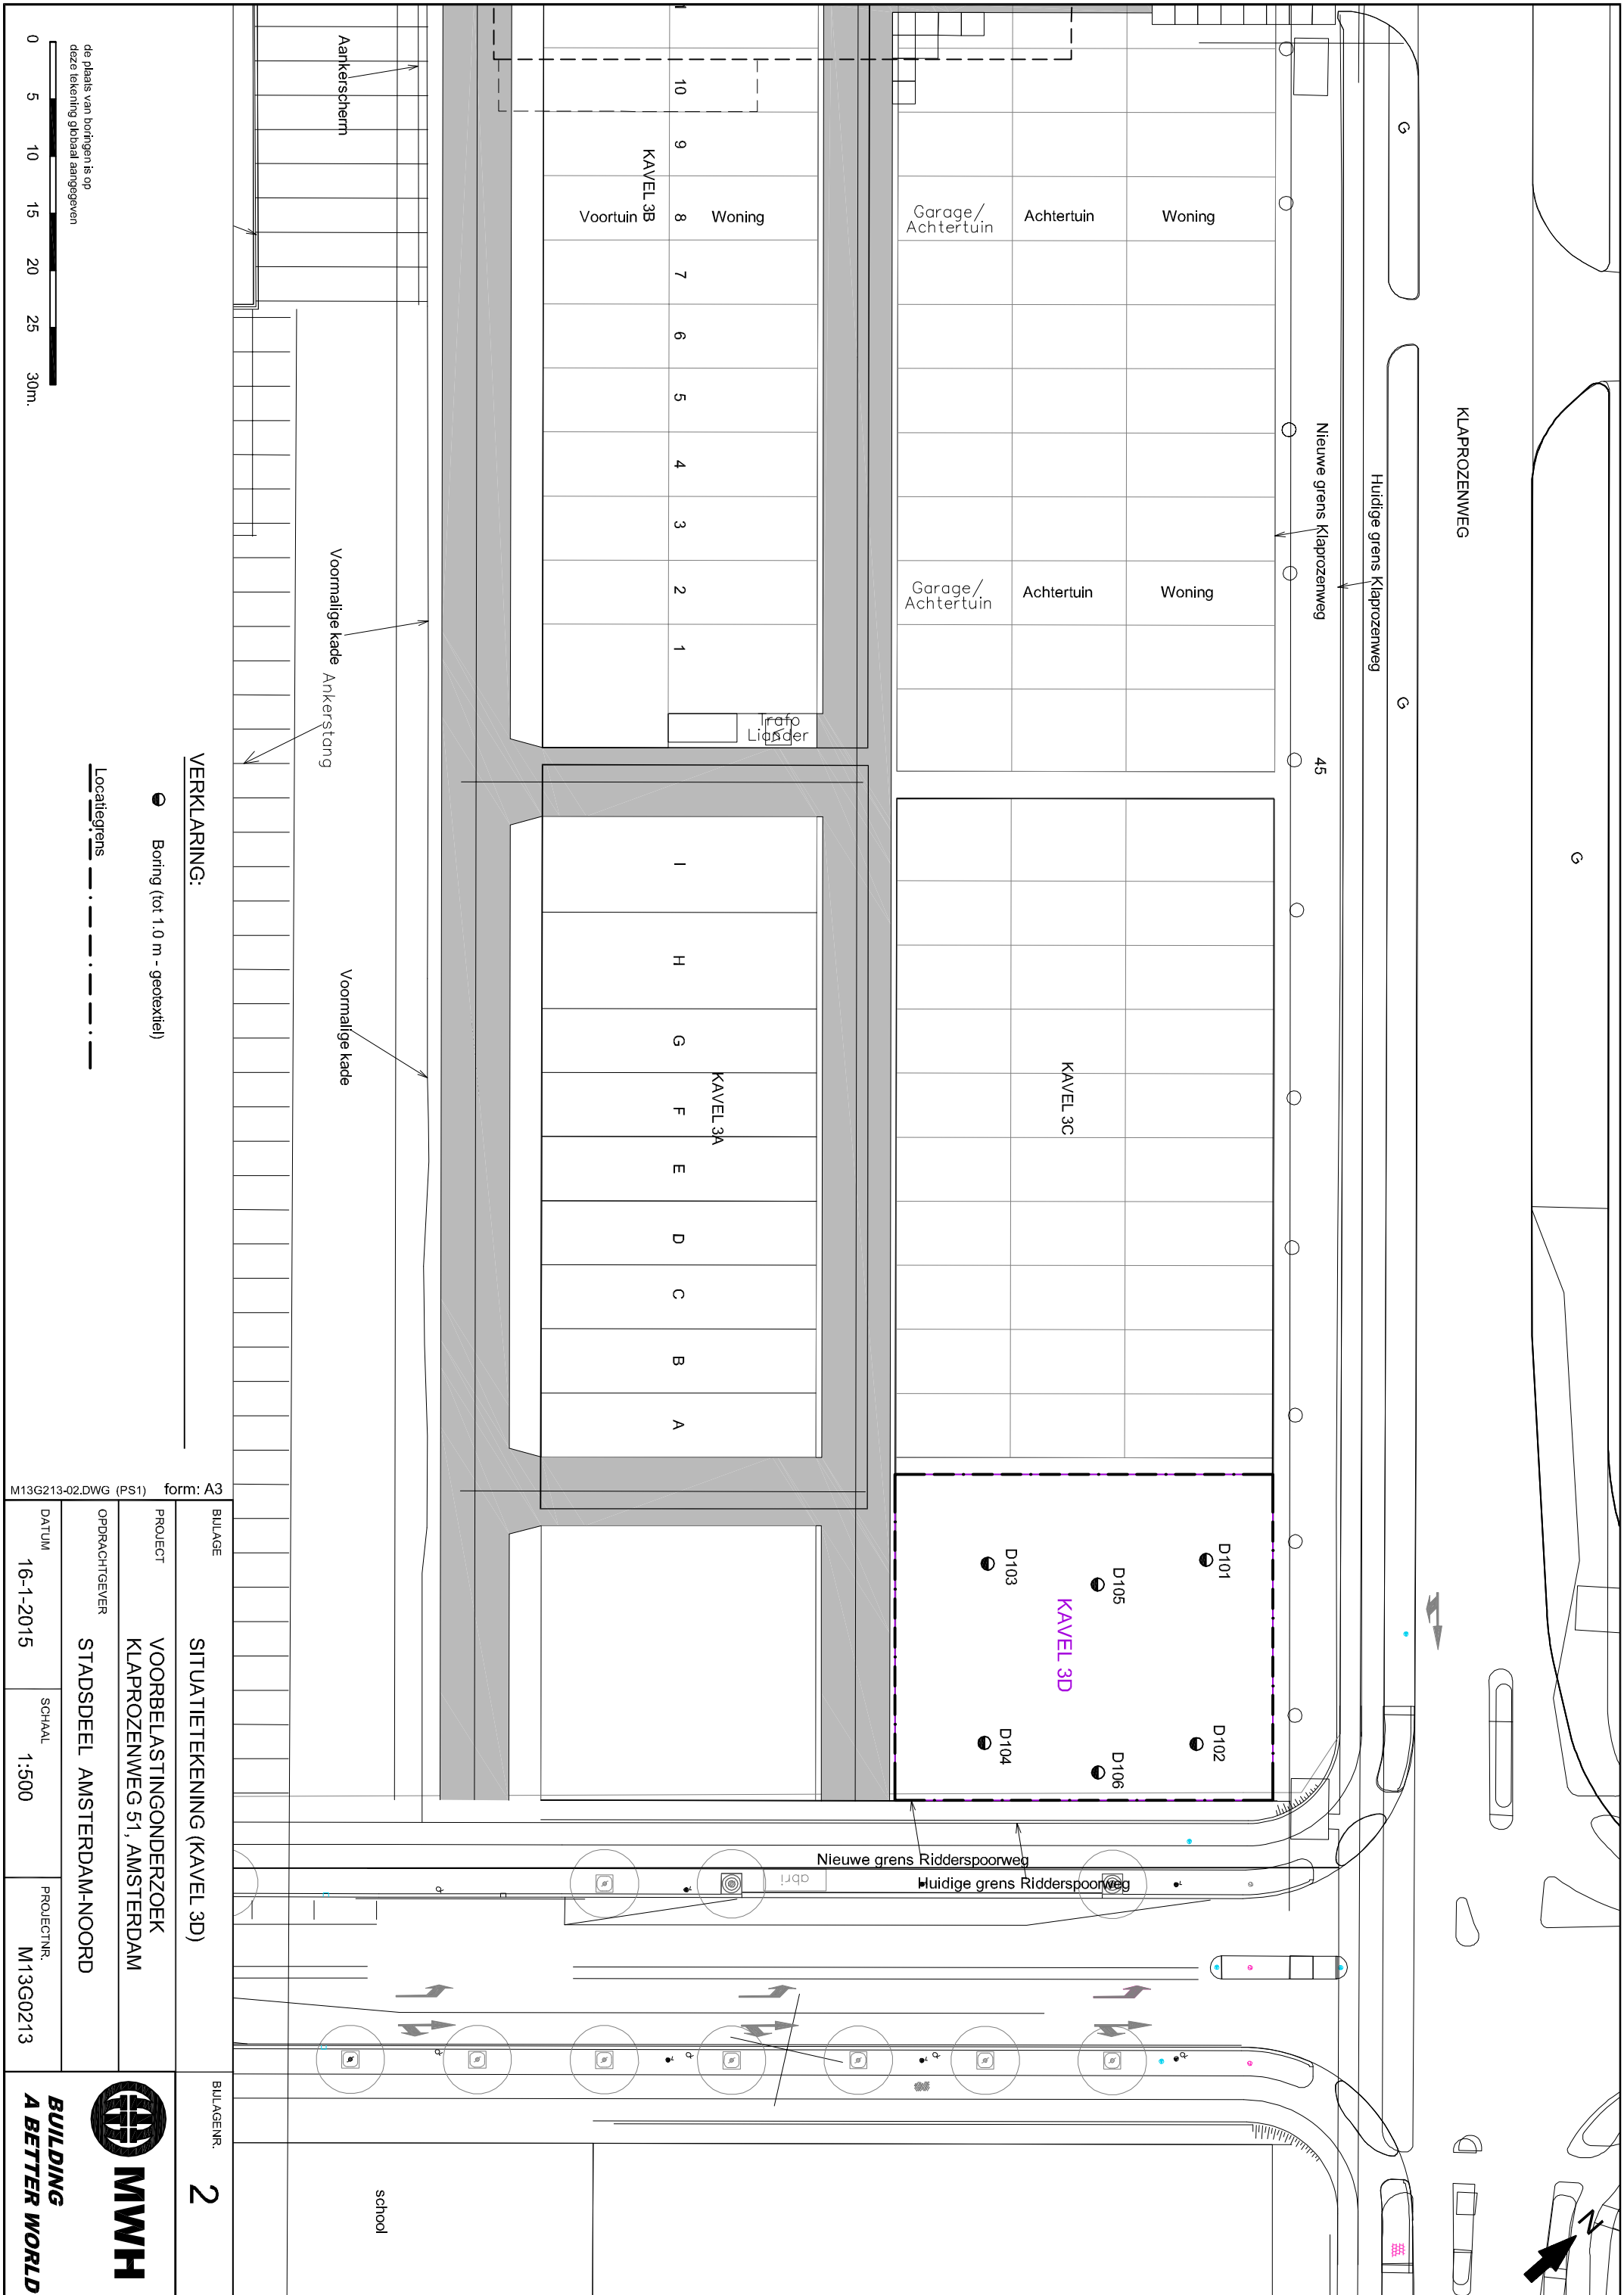 KLAPROZENWEG
G
G
G
Huidige grens Klaprozenweg
Nieuwe grens Klaprozenweg
45
Garage/
Achtertuin
Achtertuin
Woning
Garage/
Achtertuin
Achtertuin
Woning
KAVEL 3B
Voortuin
Woning
10
9
8
7
6
5
4
3
2
1
Trafo
Liander
KAVEL 3A
I
H
G
F
E
D
C
B
A
KAVEL 3C
KAVEL 3D
D101
D105
D103
D102
D106
D104
Nieuwe grens Ridderspoorweg
Huidige grens Ridderspoorweg
abri
school
N
Aankerscherm
Voormalige kade
Ankerstang
Voormalige kade
de plaats van boringen is op
deze tekening globaal aangegeven
0 5 10 15 20 25 30m.
VERKLARING:
Boring (tot 1.0 m - geotextiel)
Locatiegrens
M13G213-02.DWG (PS1) form: A3
BIJLAGE
SITUATIETEKENING (KAVEL 3D)
BIJLAGENR.
2
PROJECT
VOORBELASTINGONDERZOEK
KLAPROZENWEG 51, AMSTERDAM
OPDRACHTGEVER
STADSDEEL AMSTERDAM-NOORD
DATUM
16-1-2015
SCHAAL
1:500
PROJECTNR.
M13G0213
MWH
BUILDING
A BETTER WORLD